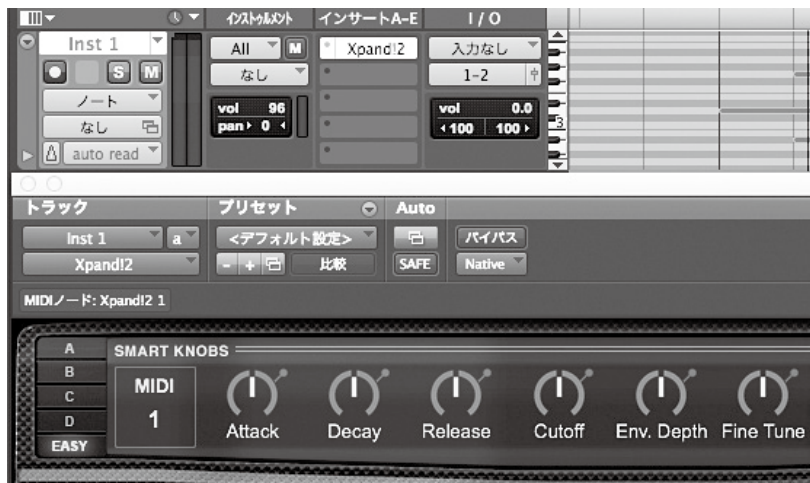 インストゥルメント インサートA-E I / O
Inst 1
All M Xpand!2 入力なし
S M なし 1-2
ノート vol 96 vol 0.0
なし pan 0 100 100
auto read
3
トラック プリセット Auto
Inst 1 a <デフォルト設定> バイパス
Xpand!2 - + 比較 SAFE Native
MIDIノード: Xpand!2 1
A SMART KNOBS
B
C MIDI
D 1
EASY
Attack Decay Release Cutoff Env. Depth Fine Tune